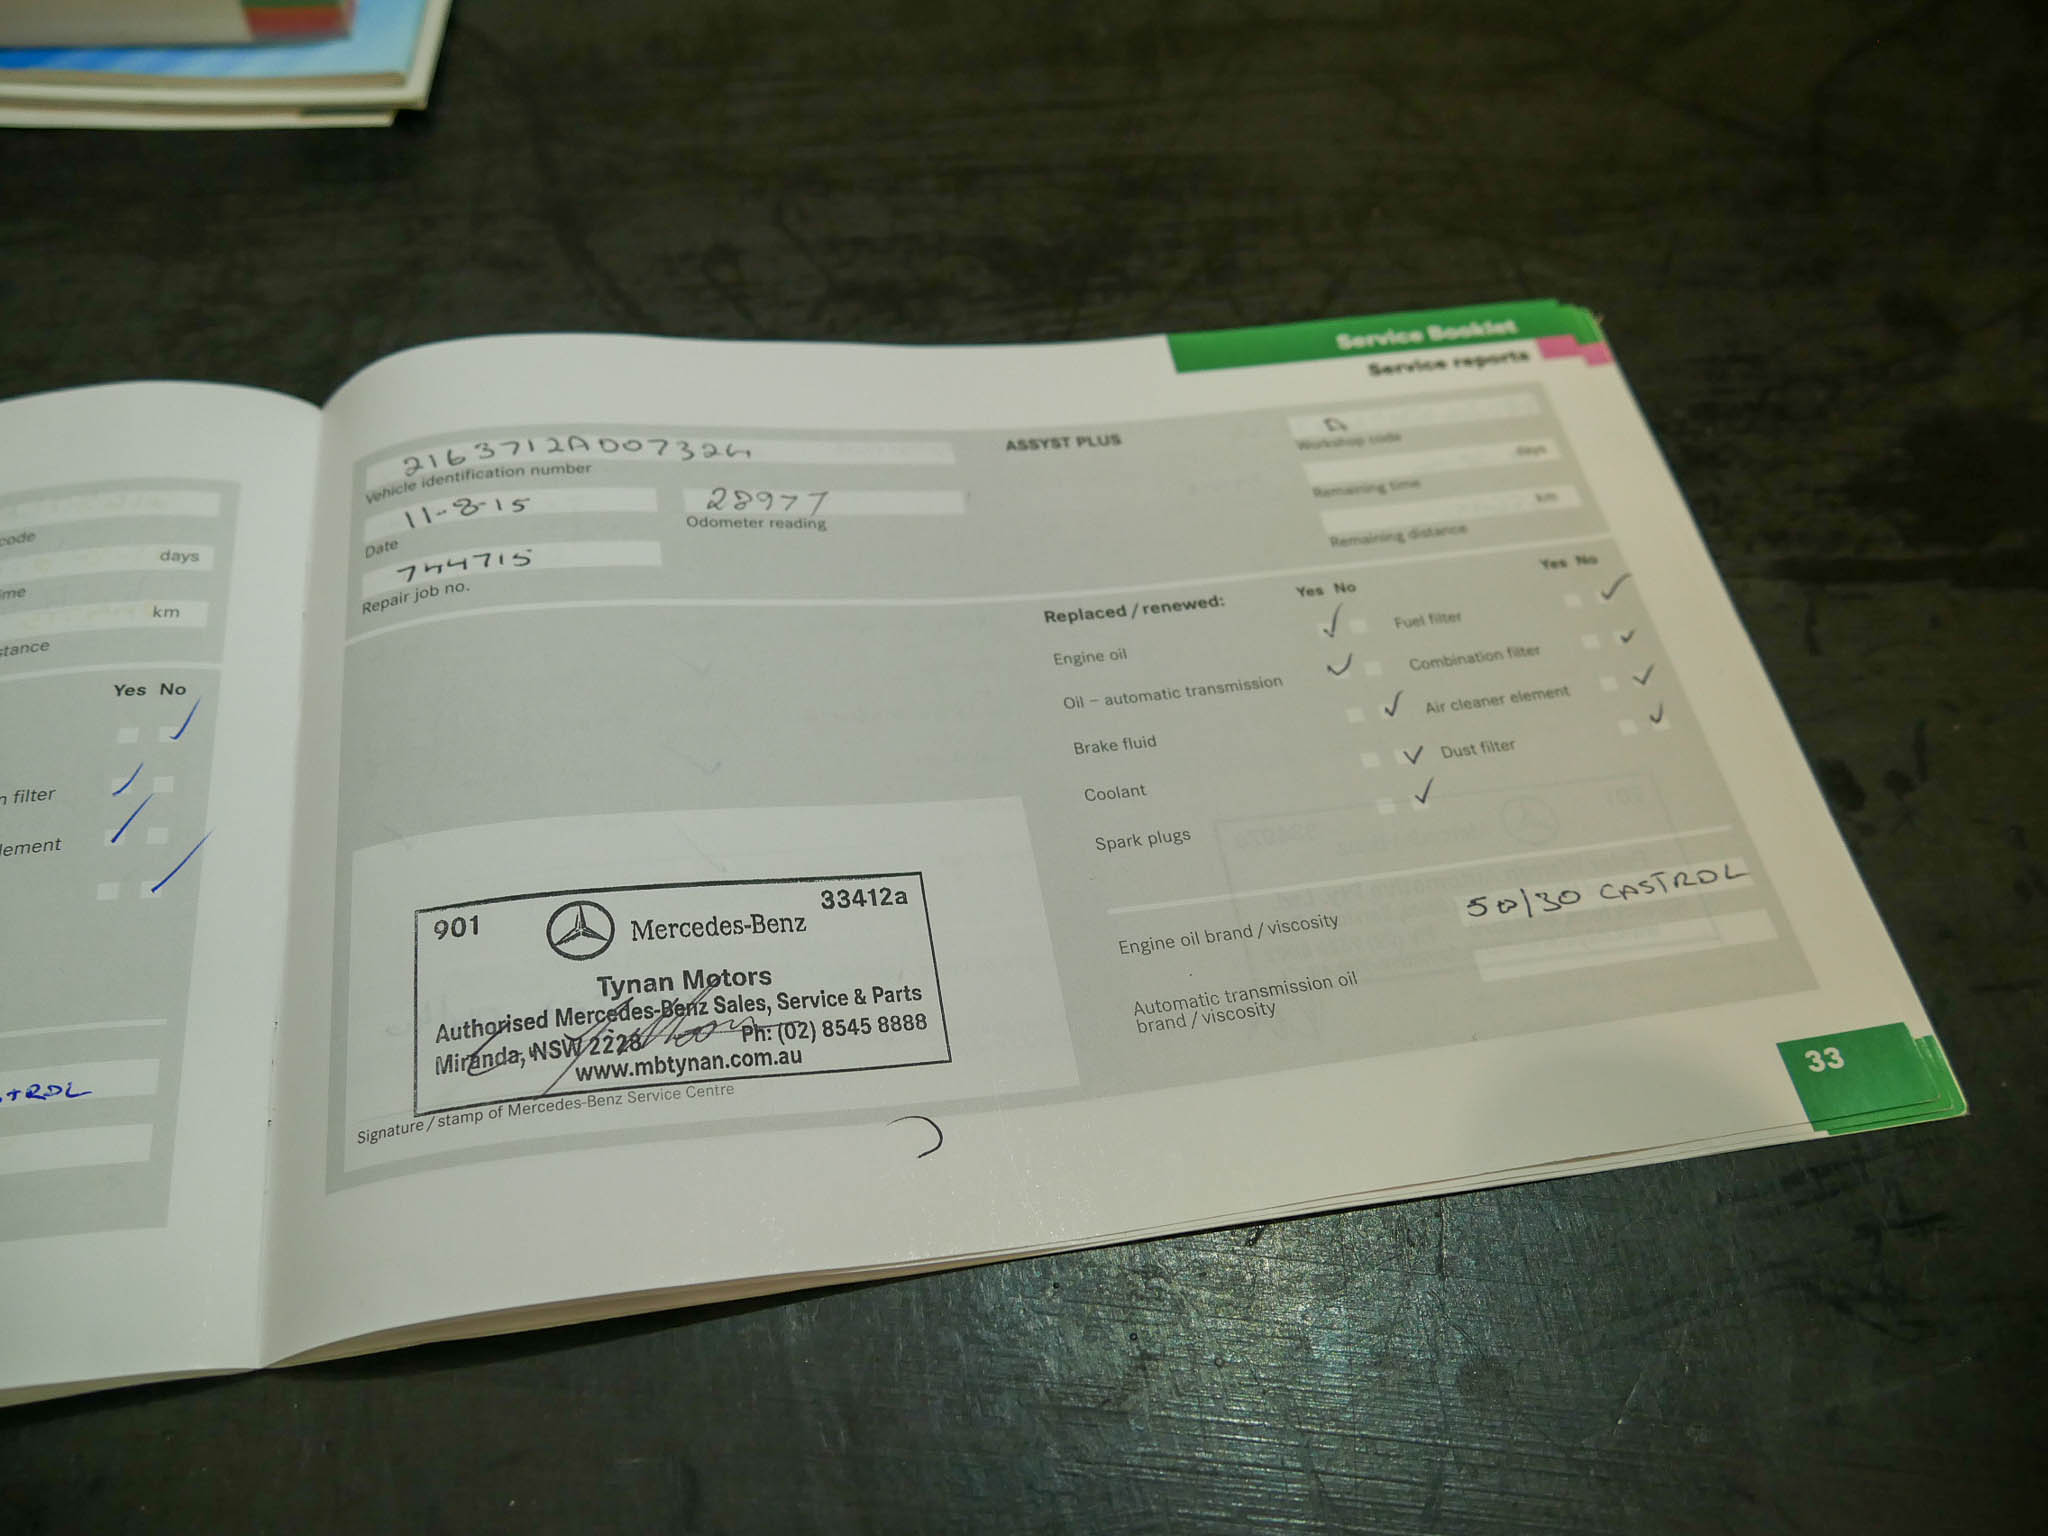 code
days
ime
km
stance
Yes No
n filter
lement
STROL
Service Booklet
Service reports
2163712A007324
Vehicle identification number
ASSYST PLUS
Workshop code
11-8-15
Date
28977
Odometer reading
days
Remaining time
744715
Repair job no.
km
Remaining distance
Replaced / renewed:
Yes No
Yes No
Engine oil
Fuel filter
Oil – automatic transmission
Combination filter
Brake fluid
Air cleaner element
Coolant
Dust filter
Spark plugs
Engine oil brand / viscosity
50/30 CASTROL
Automatic transmission oil
brand / viscosity
901
Mercedes-Benz
33412a
Tynan Motors
Authorised Mercedes-Benz Sales, Service & Parts
Miranda, NSW 2228 Ph: (02) 8545 8888
www.mbtynan.com.au
Signature / stamp of Mercedes-Benz Service Centre
33